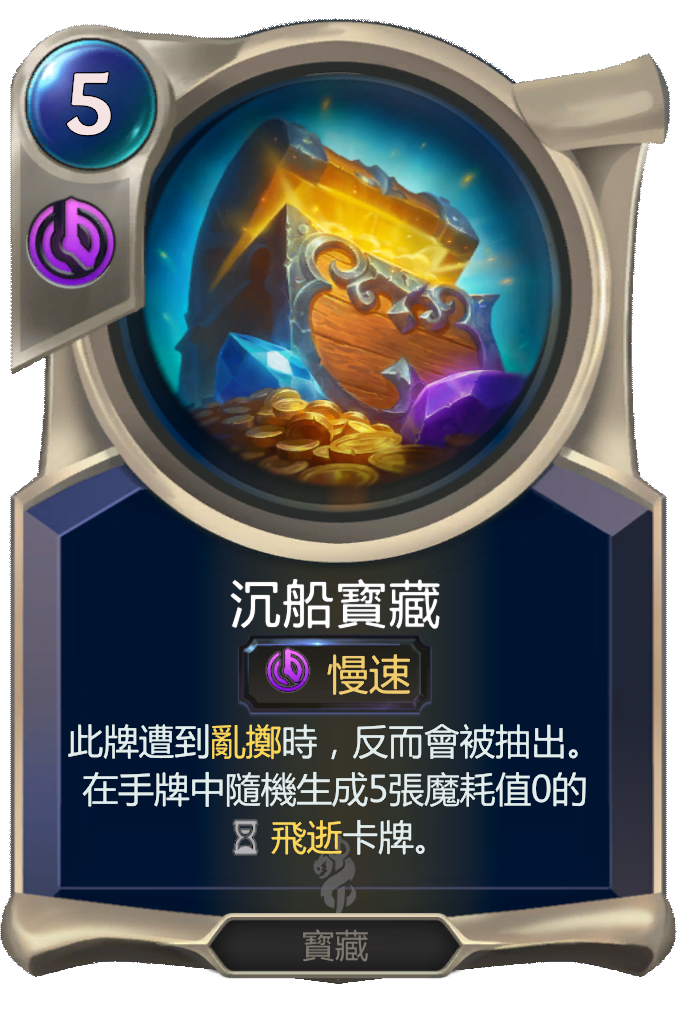 5
沉船寶藏
慢速
此牌遭到亂擲時，反而會被抽出。
在手牌中隨機生成5張魔耗值0的
飛逝卡牌。
寶藏